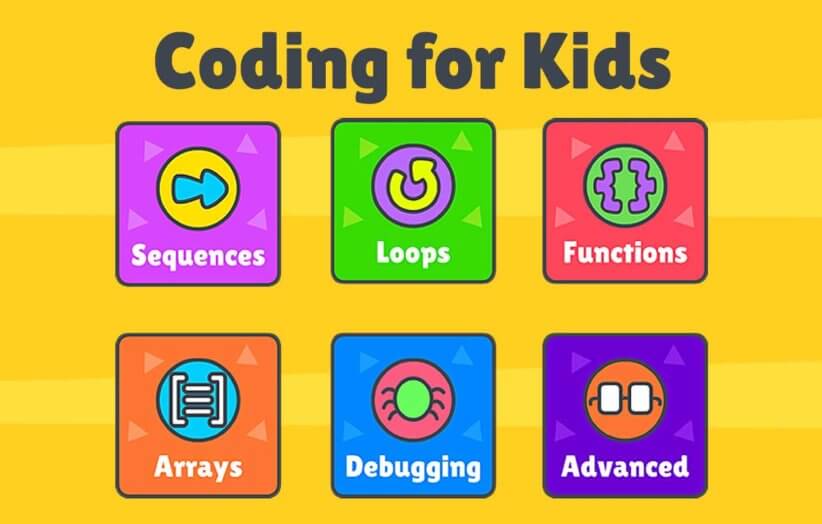 Coding for Kids
Sequences
Loops
Functions
Arrays
Debugging
Advanced